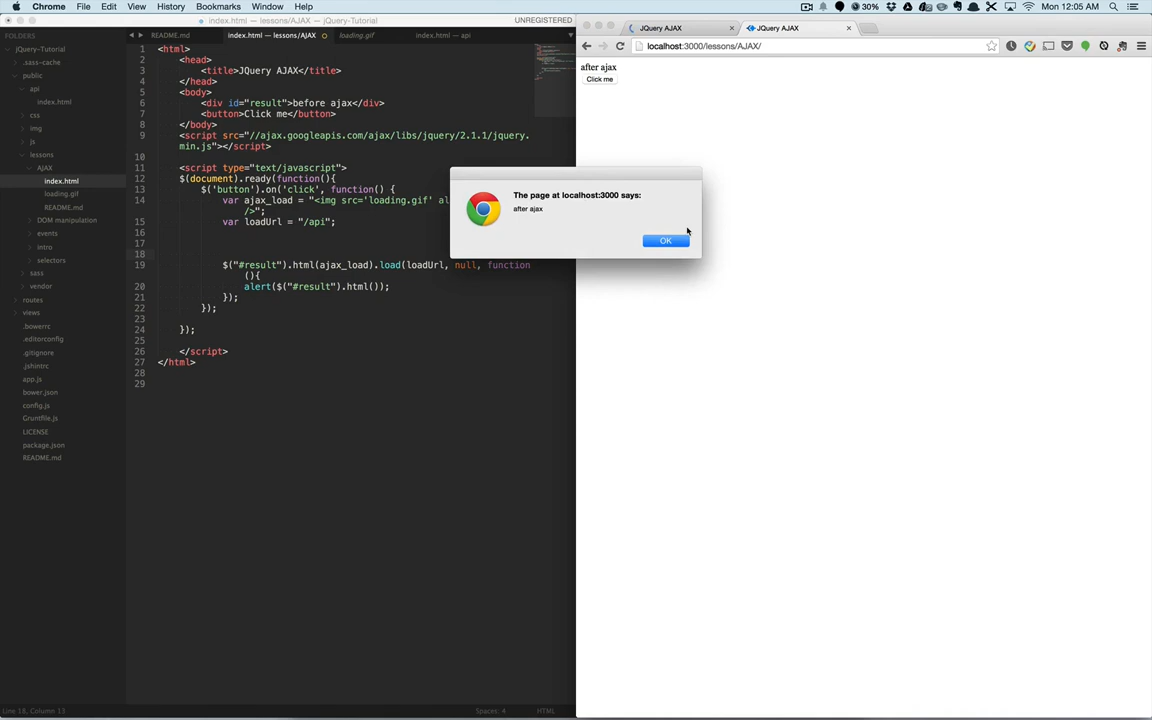 Chrome File Edit View History Bookmarks Window Help
30% Mon 12:05 AM
index.html — lessons/AJAX — jQuery-Tutorial
UNREGISTERED
FOLDERS
jQuery-Tutorial
.sass-cache
public
api
index.html
css
img
js
lessons
AJAX
index.html
loading.gif
README.md
DOM manipulation
events
intro
selectors
sass
vendor
routes
views
.bowerrc
.editorconfig
.gitignore
.jshintrc
app.js
bower.json
config.js
Gruntfile.js
LICENSE
package.json
README.md
README.md
index.html — lessons/AJAX
loading.gif
index.html — api
1 <html>
2 <head>
3 <title>JQuery AJAX</title>
4 </head>
5 <body>
6 <div id="result">before ajax</div>
7 <button>Click me</button>
8 </body>
9 <script src="//ajax.googleapis.com/ajax/libs/jquery/2.1.1/jquery.
min.js"></script>
10
11 <script type="text/javascript">
12 $(document).ready(function(){
13 $('button').on('click', function() {
14 var ajax_load = "<img src='loading.gif' al
/>";
15 var loadUrl = "/api";
16
17
18
19 $("#result").html(ajax_load).load(loadUrl, null, function
(){
20 alert($("#result").html());
21 });
22 });
23
24 });
25
26 </script>
27 </html>
28
29
Line 18, Column 13
Spaces: 4
HTML
JQuery AJAX
JQuery AJAX
localhost:3000/lessons/AJAX/
after ajax
Click me
The page at localhost:3000 says:
after ajax
OK